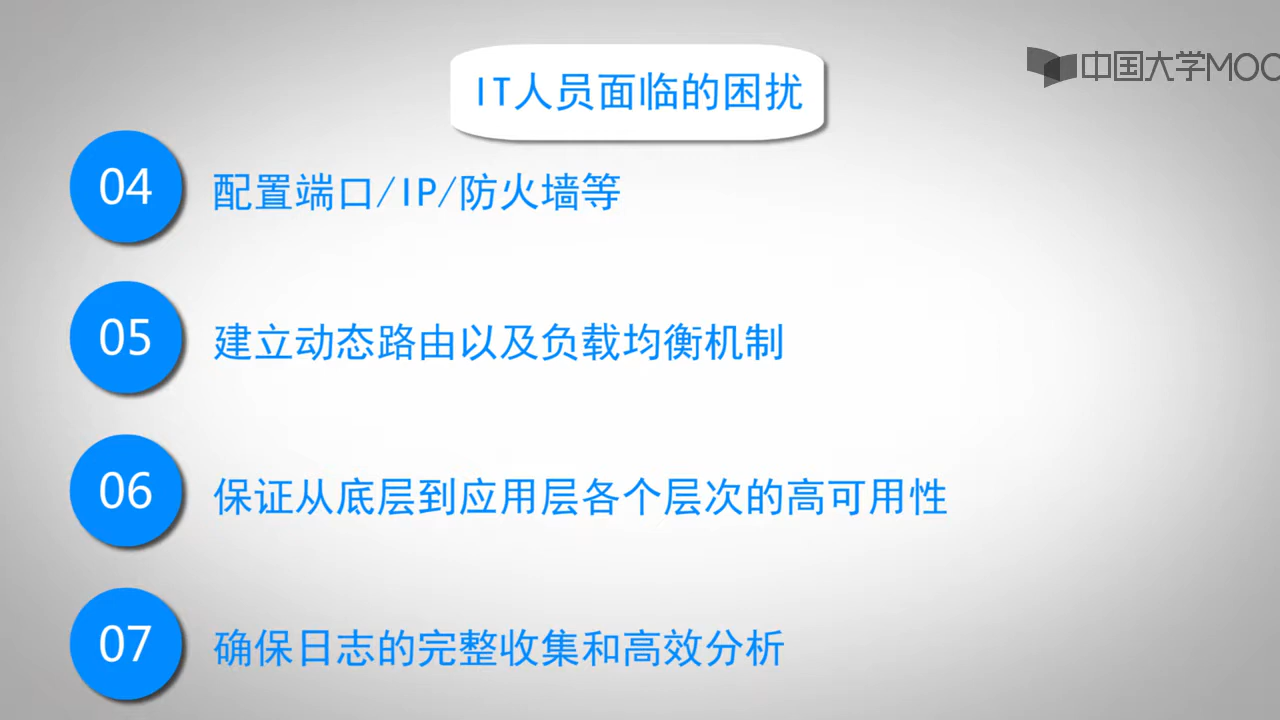 IT人员面临的困扰
中国大学MOO
04 配置端口/IP/防火墙等
05 建立动态路由以及负载均衡机制
06 保证从底层到应用层各个层次的高可用性
07 确保日志的完整收集和高效分析